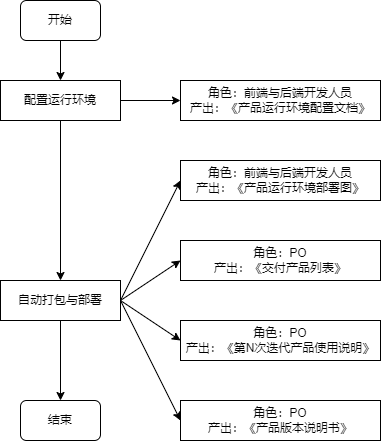 开始
配置运行环境
角色：前端与后端开发人员
产出：《产品运行环境配置文档》
角色：前端与后端开发人员
产出：《产品运行环境部署图》
角色：PO
产出：《交付产品列表》
自动打包与部署
角色：PO
产出：《第N次迭代产品使用说明》
结束
角色：PO
产出：《产品版本说明书》